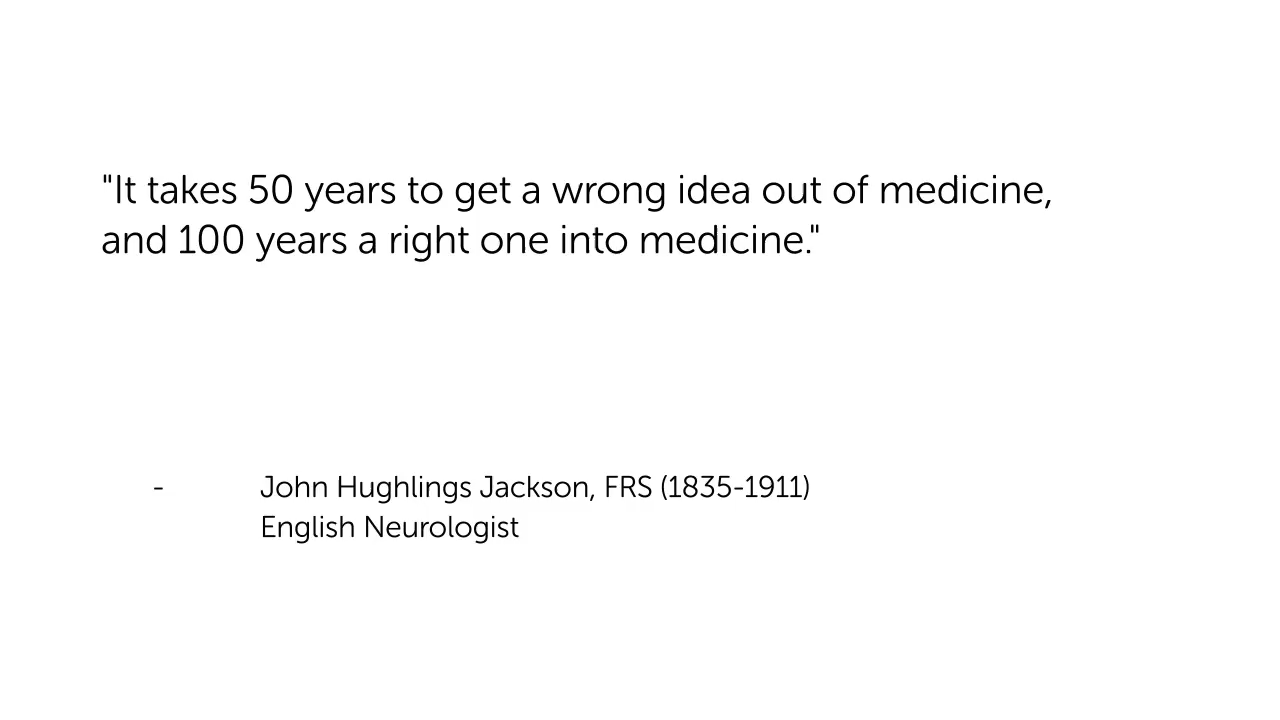 "It takes 50 years to get a wrong idea out of medicine,
and 100 years a right one into medicine."
- John Hughlings Jackson, FRS (1835-1911)
English Neurologist